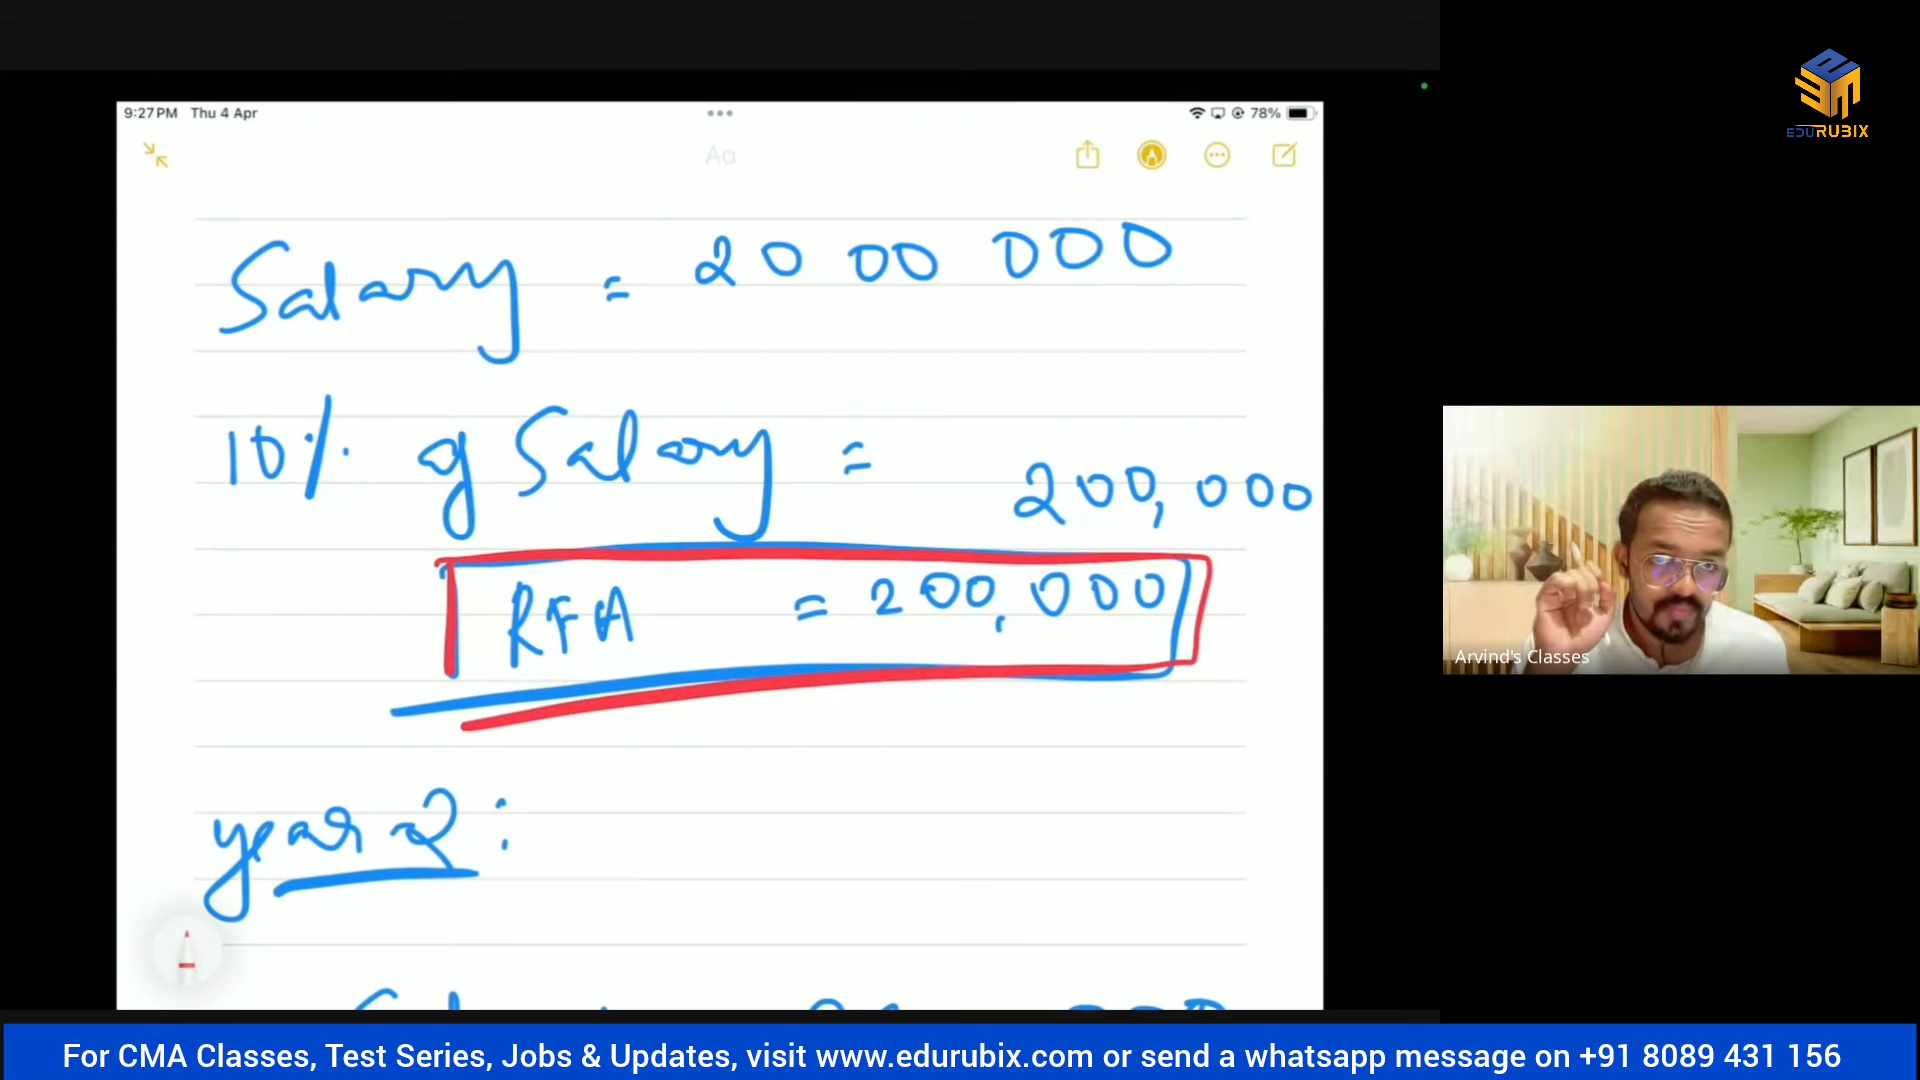 9:27 PM Thu 4 Apr
78%
Aa
Salary = 20 00 000
10% of Salary =
200,000
RFA = 200,000
year 2:
EDURUBIX
Arvind's Classes
For CMA Classes, Test Series, Jobs & Updates, visit www.edurubix.com or send a whatsapp message on +91 8089 431 156